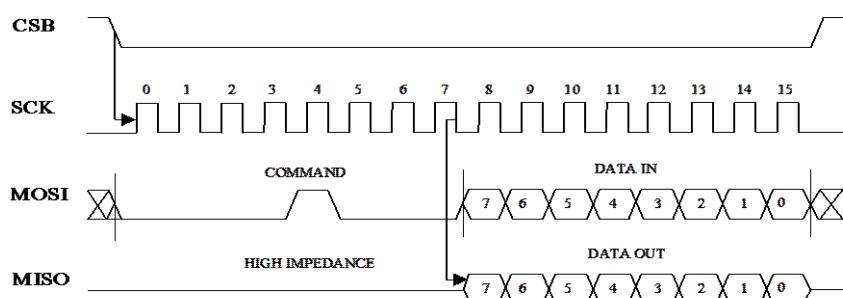 CSB
0 1 2 3 4 5 6 7 8 9 10 11 12 13 14 15
SCK
COMMAND DATA IN
MOSI 7 6 5 4 3 2 1 0
HIGH IMPEDANCE DATA OUT
MISO 7 6 5 4 3 2 1 0